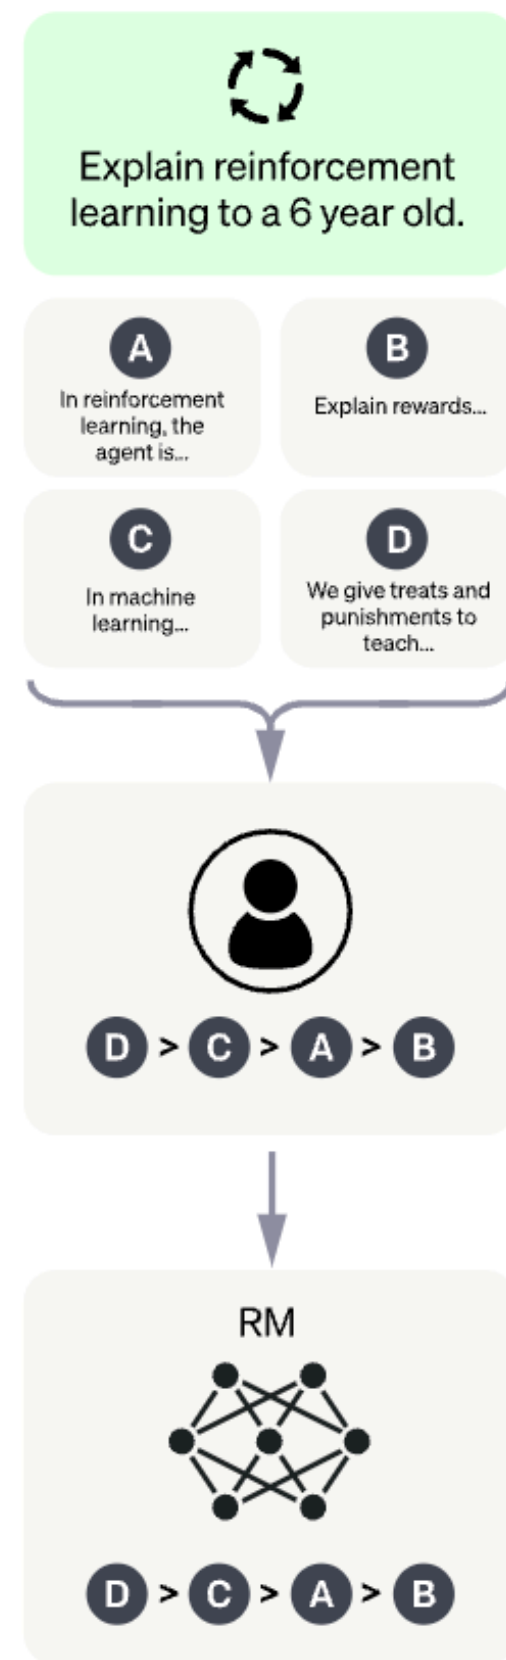 Explain reinforcement
learning to a 6 year old.
A
In reinforcement
learning, the
agent is...
B
Explain rewards...
C
In machine
learning...
D
We give treats and
punishments to
teach...
D > C > A > B
RM
D > C > A > B